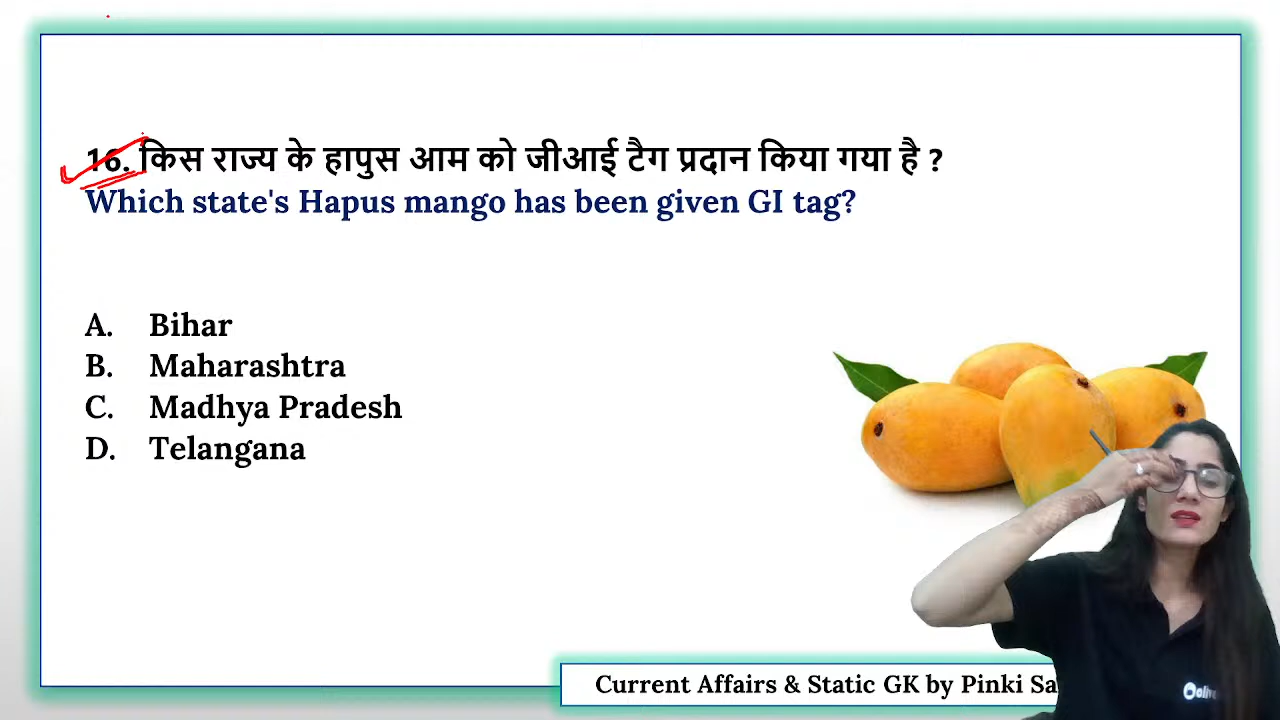 16. किस राज्य के हापुस आम को जीआई टैग प्रदान किया गया है ?
Which state's Hapus mango has been given GI tag?
A. Bihar
B. Maharashtra
C. Madhya Pradesh
D. Telangana
Current Affairs & Static GK by Pinki